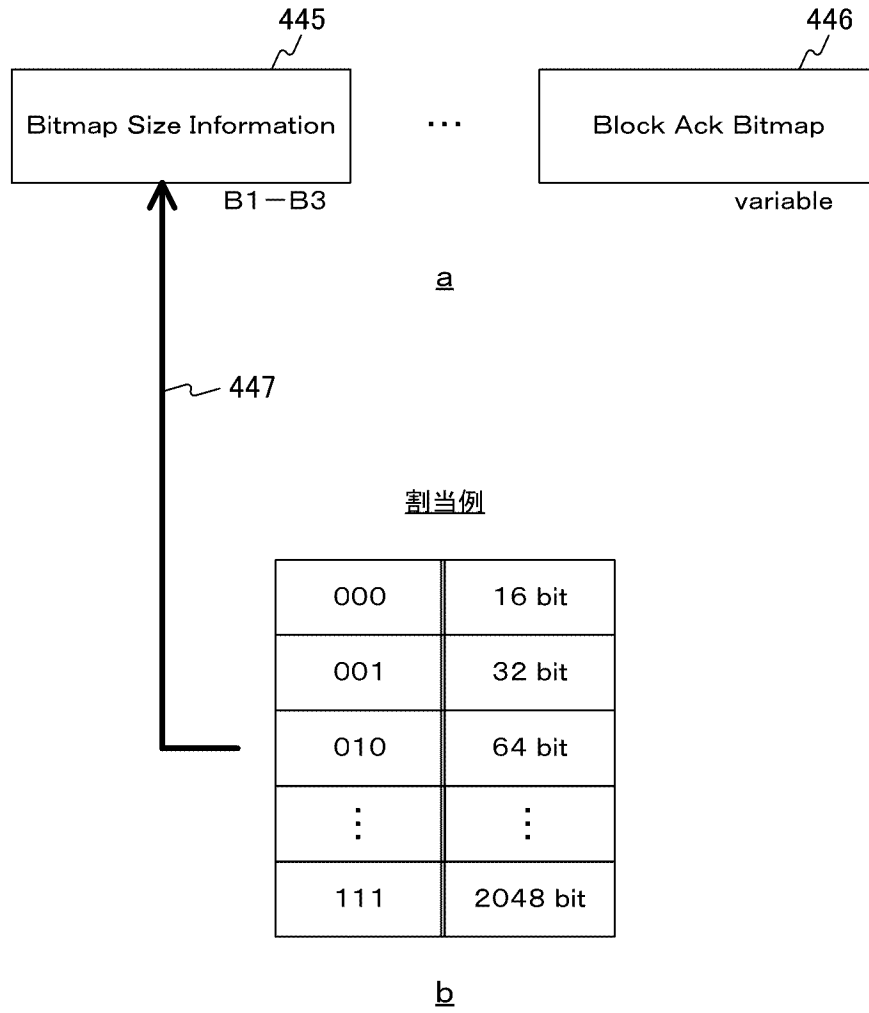 445 446
Bitmap Size Information … Block Ack Bitmap
B1−B3 variable
a
447
割当例
000 16 bit
001 32 bit
010 64 bit
⋮ ⋮
111 2048 bit
b